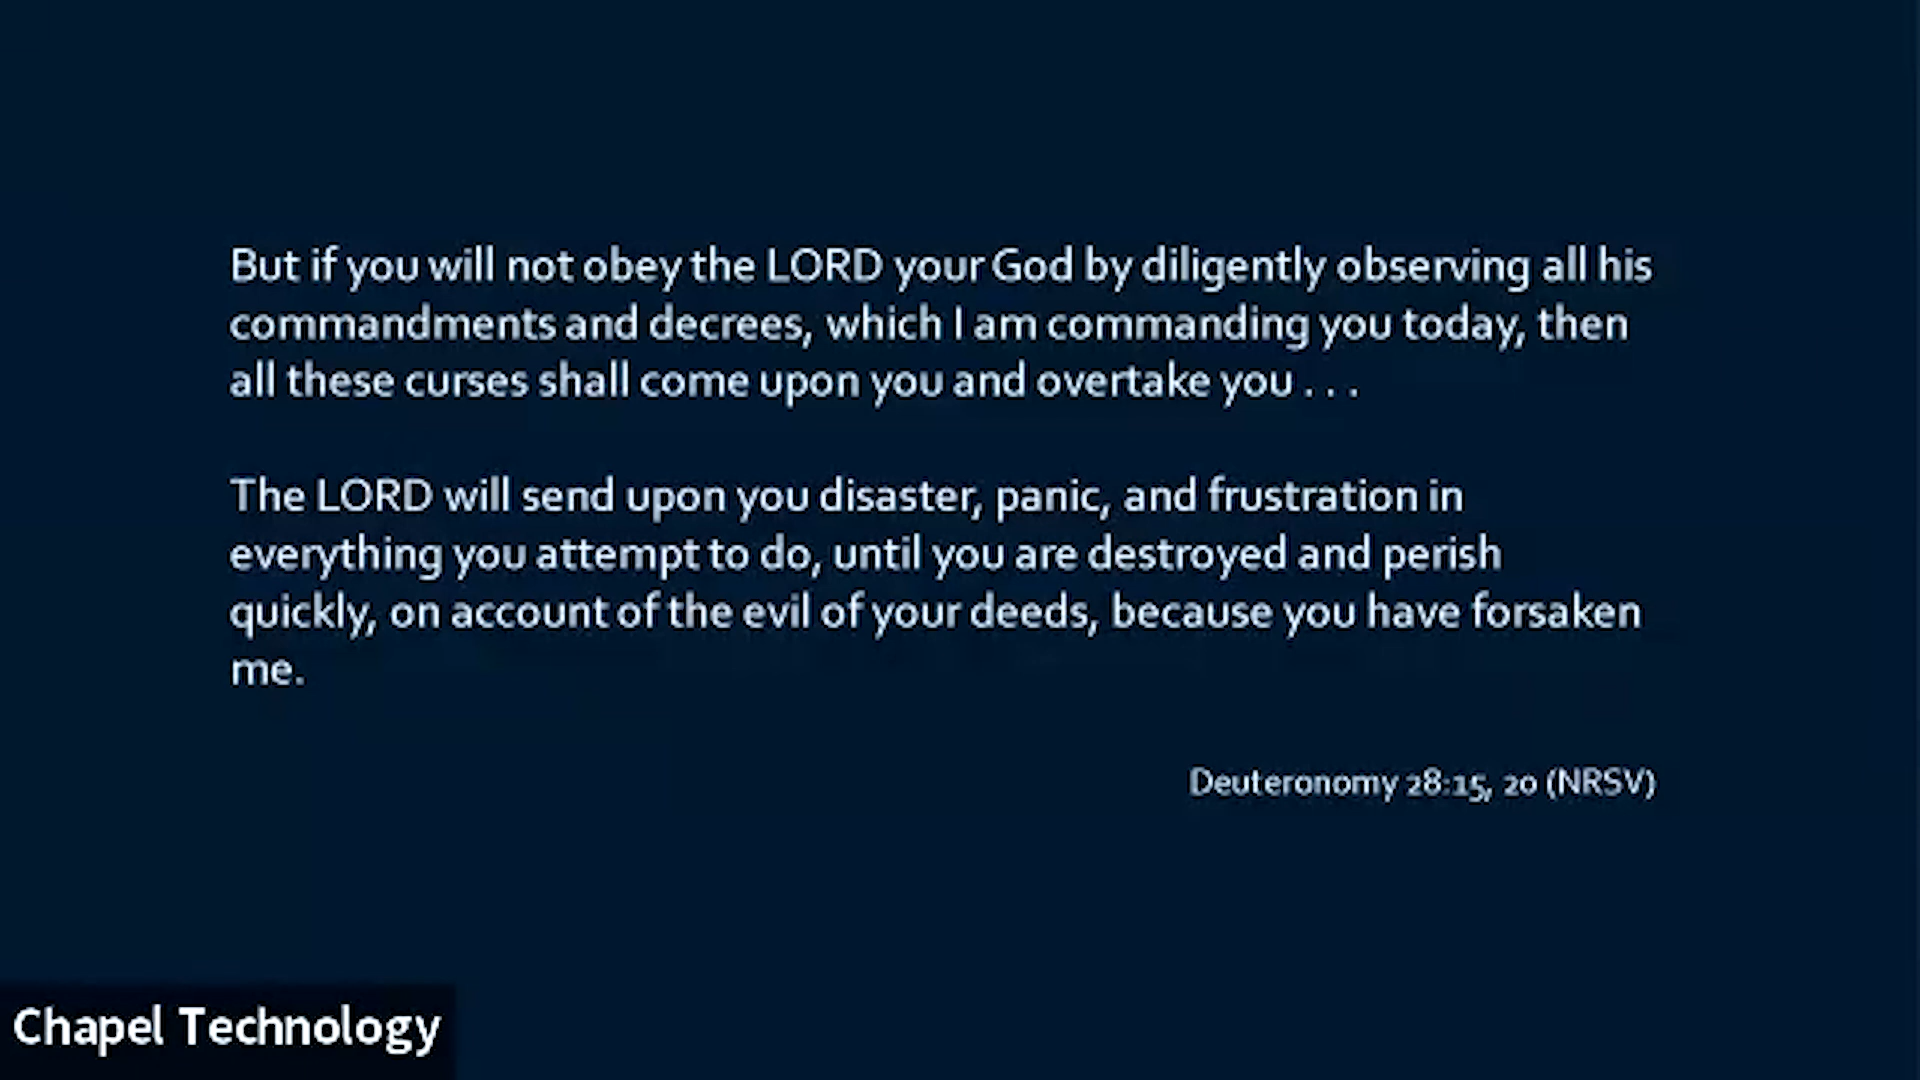 But if you will not obey the LORD your God by diligently observing all his
commandments and decrees, which I am commanding you today, then
all these curses shall come upon you and overtake you . . .
The LORD will send upon you disaster, panic, and frustration in
everything you attempt to do, until you are destroyed and perish
quickly, on account of the evil of your deeds, because you have forsaken
me.
Deuteronomy 28:15, 20 (NRSV)
Chapel Technology